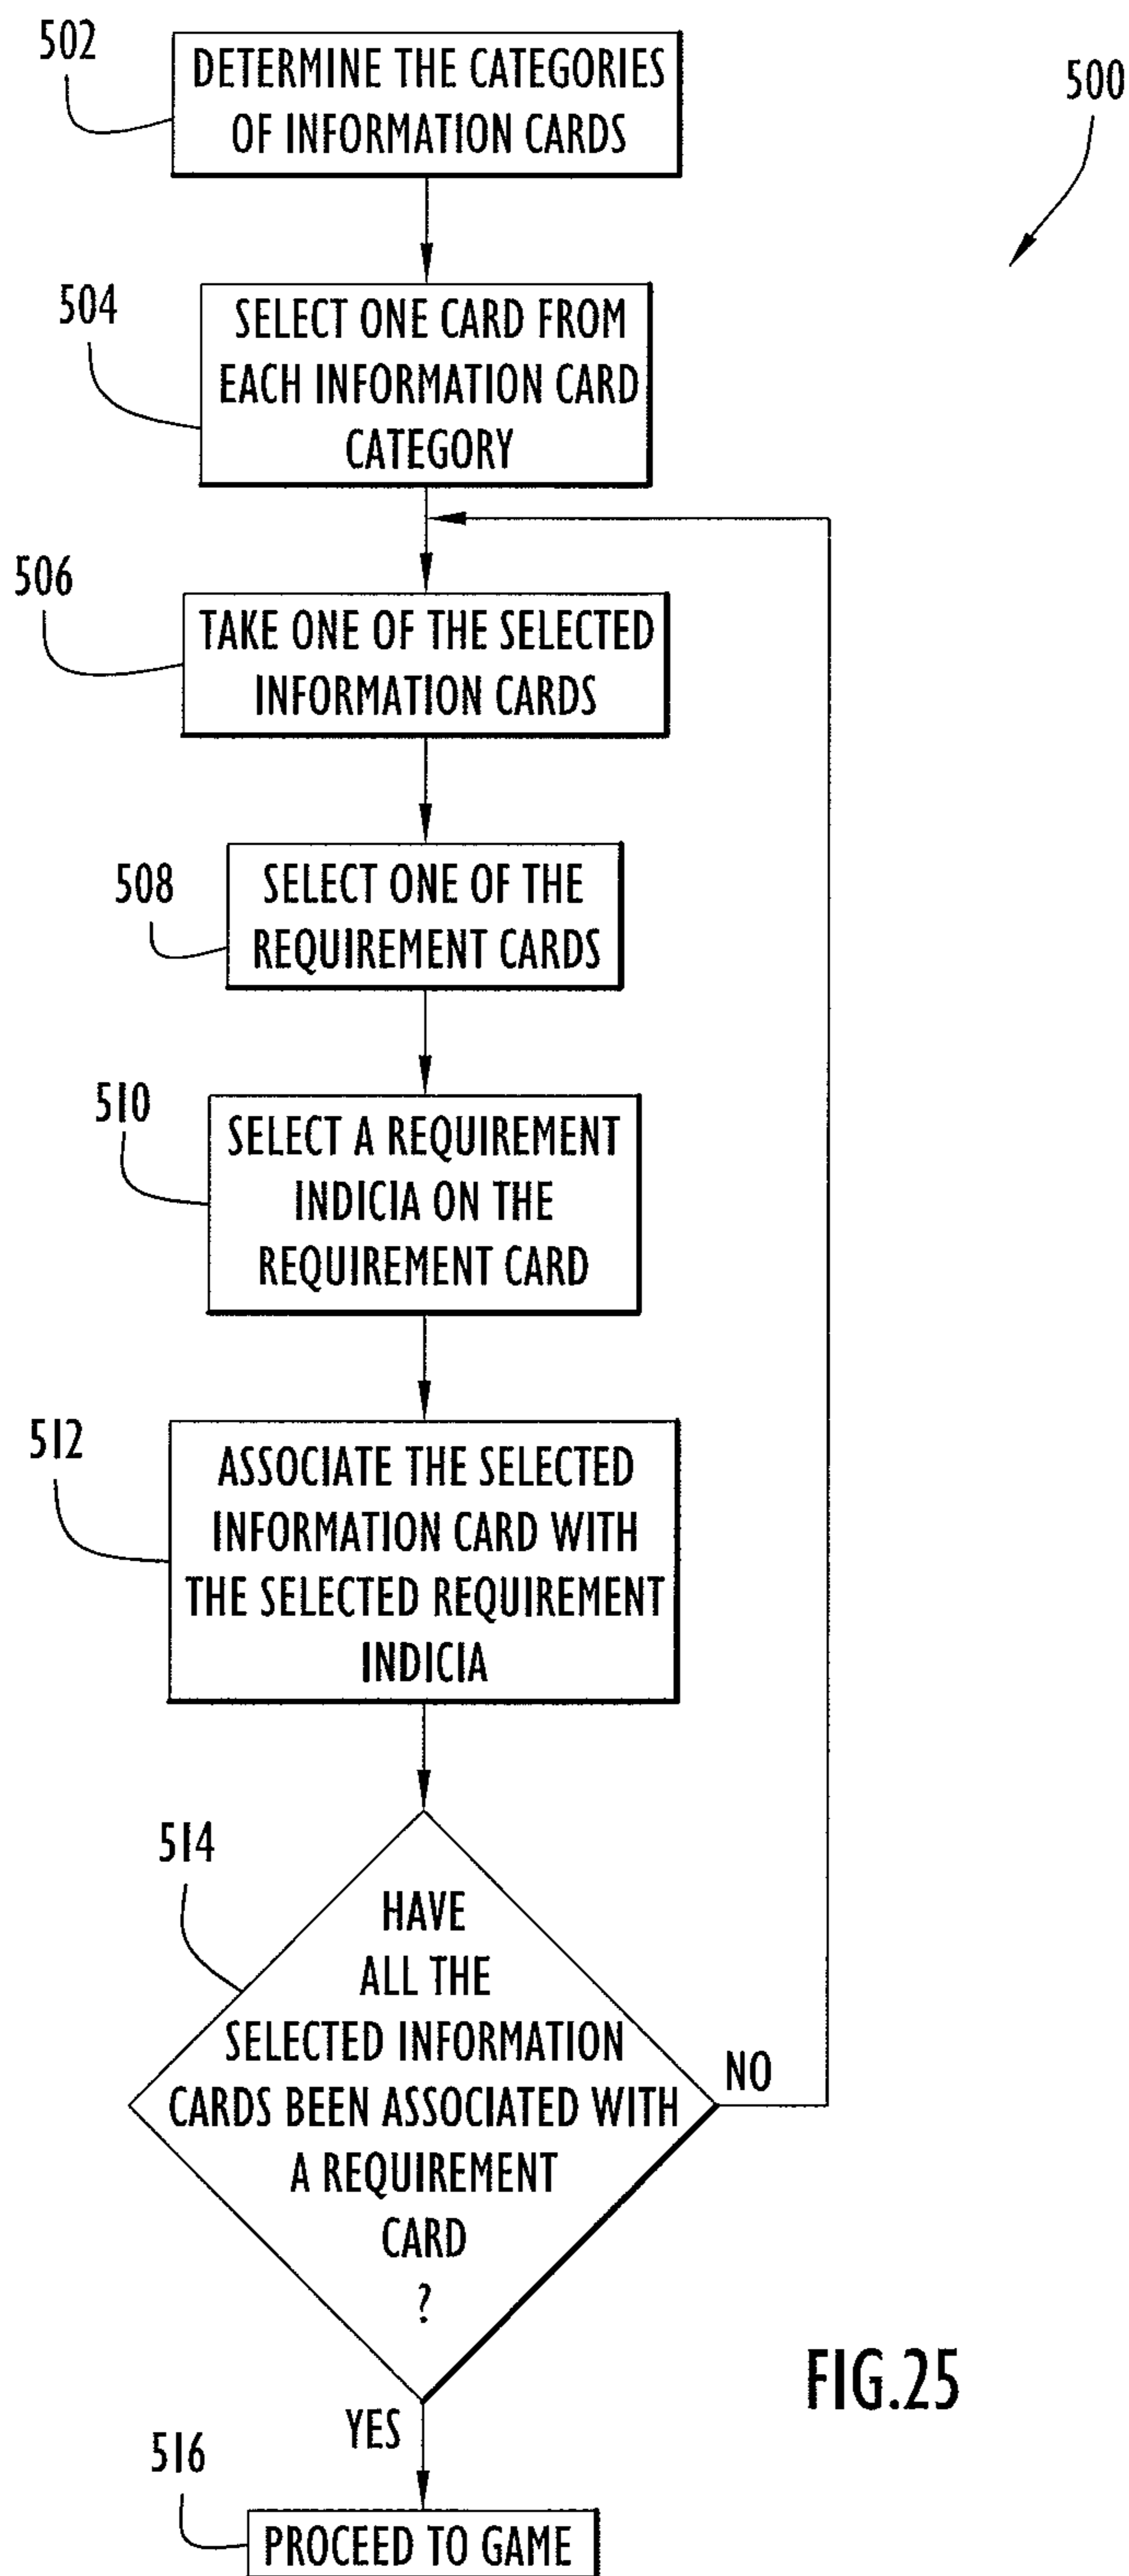 502
DETERMINE THE CATEGORIES
OF INFORMATION CARDS
500
504
SELECT ONE CARD FROM
EACH INFORMATION CARD
CATEGORY
506
TAKE ONE OF THE SELECTED
INFORMATION CARDS
508
SELECT ONE OF THE
REQUIREMENT CARDS
510
SELECT A REQUIREMENT
INDICIA ON THE
REQUIREMENT CARD
512
ASSOCIATE THE SELECTED
INFORMATION CARD WITH
THE SELECTED REQUIREMENT
INDICIA
514
HAVE
ALL THE
SELECTED INFORMATION
CARDS BEEN ASSOCIATED WITH
A REQUIREMENT
CARD
?
NO
YES
FIG.25
516
PROCEED TO GAME